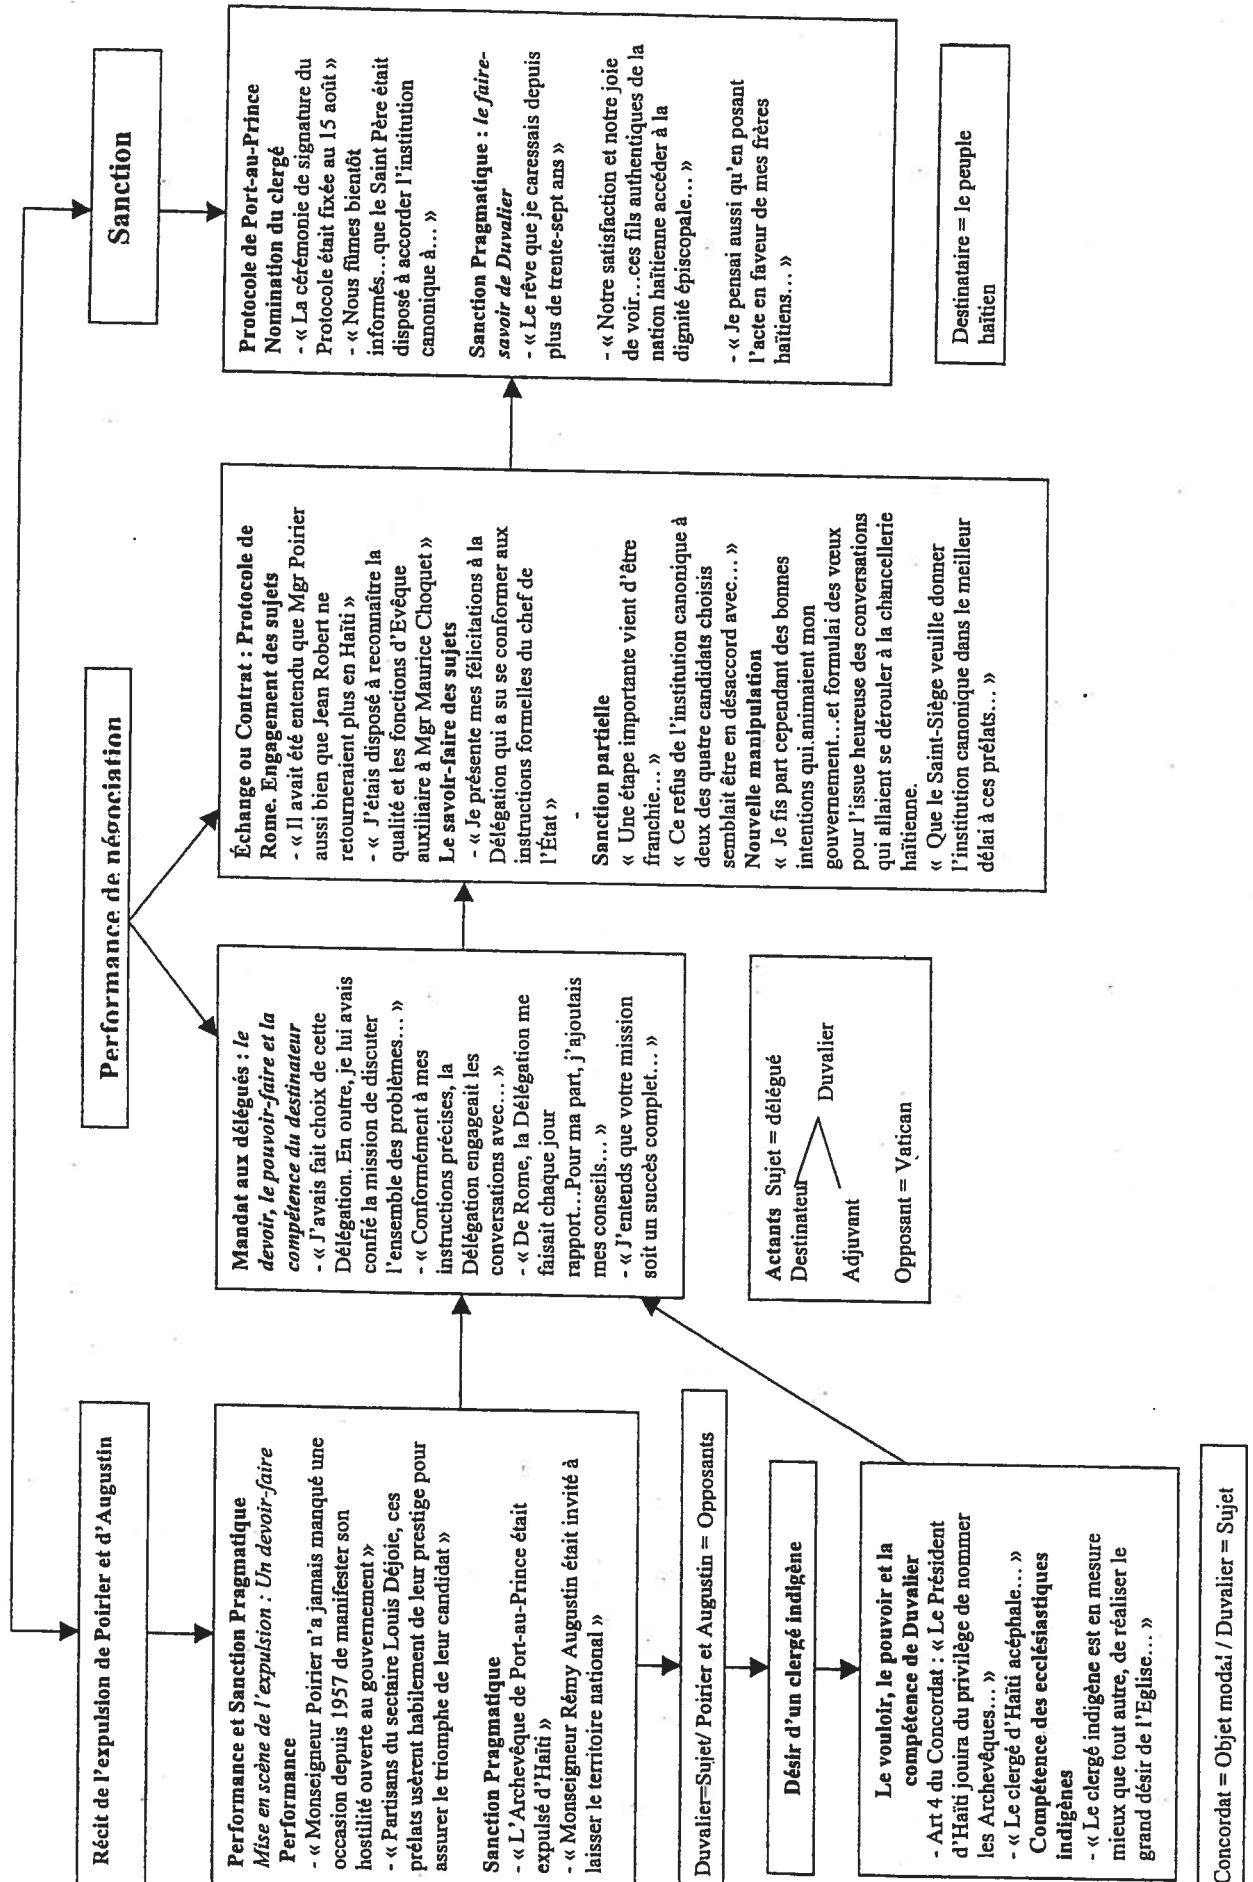 Récit de l'expulsion de Poirier et d'Augustin
Performance et Sanction Pragmatique
Mise en scène de l'expulsion : Un devoir-faire
Performance
- « Monseigneur Poirier n'a jamais manqué une
occasion depuis 1957 de manifester son
hostilité ouverte au gouvernement »
- « Partisans du sectaire Louis Déjoie, ces
prélats usèrent habilement de leur prestige pour
assurer le triomphe de leur candidat »
Sanction Pragmatique
- « L'Archevêque de Port-au-Prince était
expulsé d'Haïti »
- « Monseigneur Rémy Augustin était invité à
laisser le territoire national »
Duvalier=Sujet/ Poirier et Augustin = Opposants
Désir d'un clergé indigène
Le vouloir, le pouvoir et la
compétence de Duvalier
- Art 4 du Concordat : « Le Président
d'Haïti jouira du privilège de nommer
les Archevêques... »
- « Le clergé d'Haïti acéphale... »
Compétence des ecclésiastiques
indigènes
- « Le clergé indigène est en mesure
mieux que tout autre, de réaliser le
grand désir de l'Eglise... »
Concordat = Objet modal / Duvalier = Sujet
Performance de négociation
Mandat aux délégués : le
devoir, le pouvoir-faire et la
compétence du destinateur
- « J'avais fait choix de cette
Délégation. En outre, je lui avais
confié la mission de discuter
l'ensemble des problèmes... »
- « Conformément à mes
instructions précises, la
Délégation engageait les
conversations avec... »
- « De Rome, la Délégation me
faisait chaque jour
rapport...Pour ma part, j'ajoutais
mes conseils... »
- « J'entends que votre mission
soit un succès complet... »
Actants Sujet = délégué
Destinateur
Duvalier
Adjuvant
Opposant = Vatican
Échange ou Contrat : Protocole de
Rome. Engagement des sujets
- « Il avait été entendu que Mgr Poirier
aussi bien que Jean Robert ne
retourneraient plus en Haïti »
- « J'étais disposé à reconnaître la
qualité et les fonctions d'Evêque
auxiliaire à Mgr Maurice Choquet »
Le savoir-faire des sujets
- « Je présente mes félicitations à la
Délégation qui a su se conformer aux
instructions formelles du chef de
l'État »
-
Sanction partielle
« Une étape importante vient d'être
franchie... »
« Ce refus de l'institution canonique à
deux des quatre candidats choisis
semblait être en désaccord avec... »
Nouvelle manipulation
« Je fis part cependant des bonnes
intentions qui animaient mon
gouvernement...et formulai des vœux
pour l'issue heureuse des conversations
qui allaient se dérouler à la chancellerie
haïtienne.
« Que le Saint-Siège veuille donner
l'institution canonique dans le meilleur
délai à ces prélats... »
Sanction
Protocole de Port-au-Prince
Nomination du clergé
- « La cérémonie de signature du
Protocole était fixée au 15 août »
- « Nous fûmes bientôt
informés...que le Saint Père était
disposé à accorder l'institution
canonique à... »
Sanction Pragmatique : le faire-
savoir de Duvalier
- « Le rêve que je caressais depuis
plus de trente-sept ans »
- « Notre satisfaction et notre joie
de voir...ces fils authentiques de la
nation haïtienne accéder à la
dignité épiscopale... »
- « Je pensai aussi qu'en posant
l'acte en faveur de mes frères
haïtiens... »
Destinataire = le peuple
haïtien